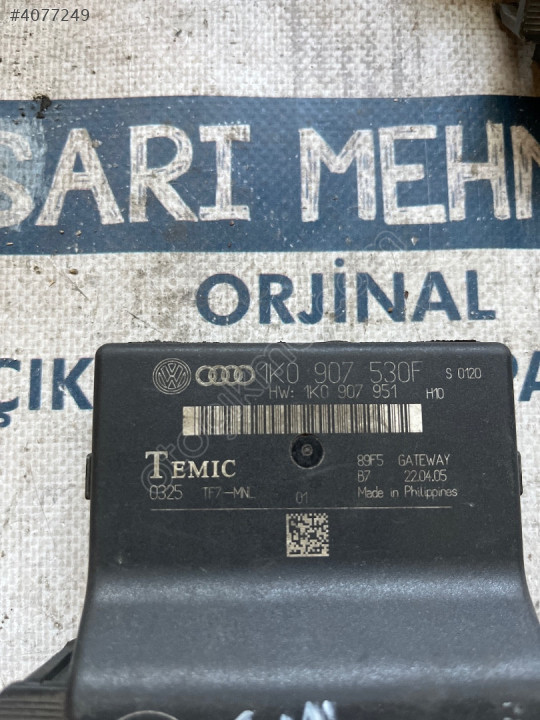 #4077249
SARI MEHM
ORJİNAL
ÇIK
PA
1K0 907 530F S 0120
HW: 1K0 907 951 H10
TEMIC
89F5 GATEWAY
0325 TF7-MNL 01
B7 22.04.05
Made in Philippines